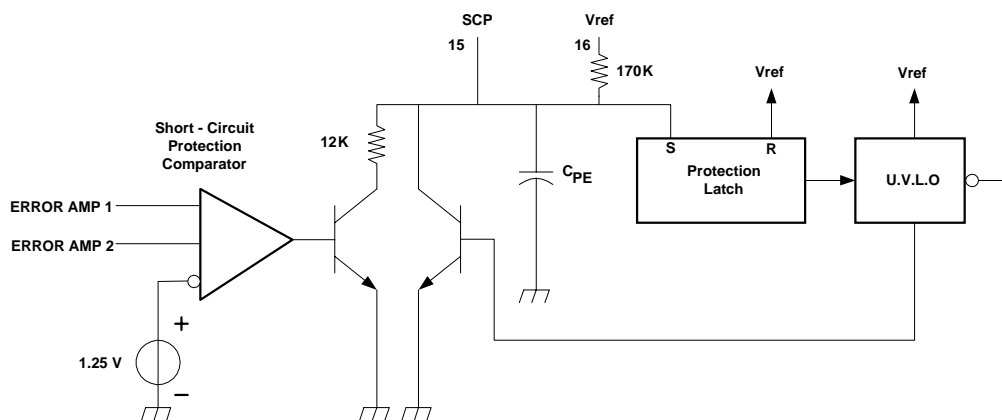 SCP
15
Vref
16
170K
Vref
Vref
Short - Circuit
Protection
Comparator
12K
S
R
Protection
Latch
U.V.L.O
CPE
ERROR AMP 1
ERROR AMP 2
+
1.25 V
−